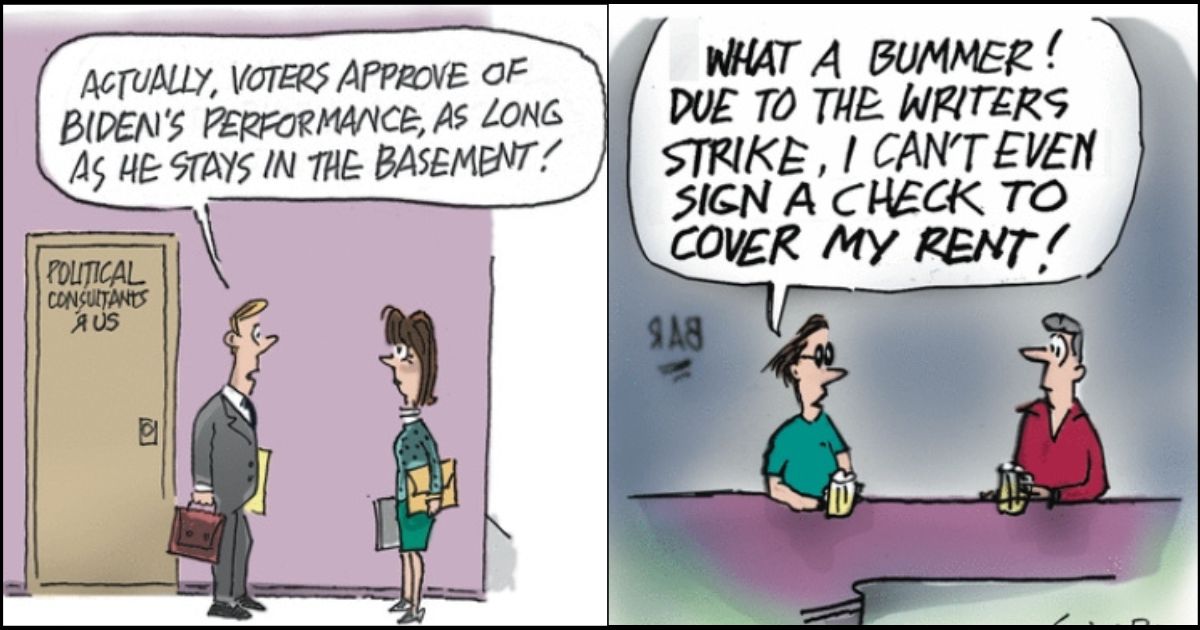 ACTUALLY, VOTERS APPROVE OF
BIDEN'S PERFORMANCE, AS LONG
AS HE STAYS IN THE BASEMENT!
POLITICAL
CONSULTANTS
Я US
WHAT A BUMMER!
DUE TO THE WRITERS
STRIKE, I CAN'T EVEN
SIGN A CHECK TO
COVER MY RENT!
BAR